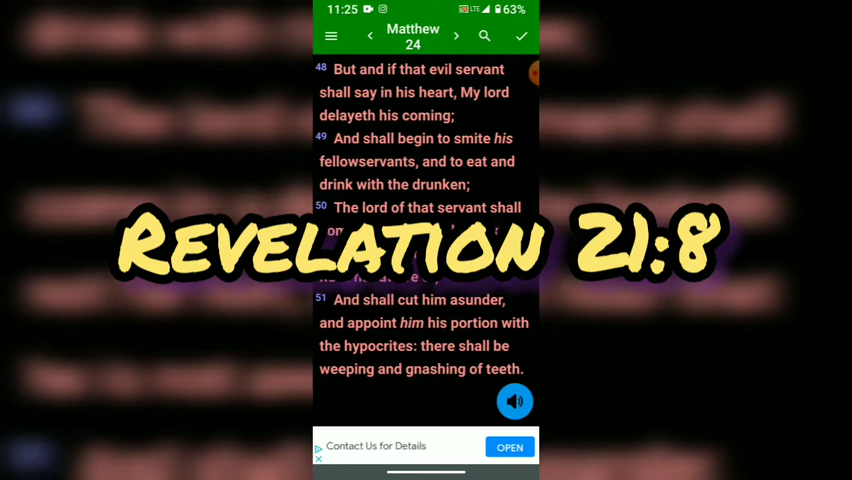 11:25
LTE 63%
Matthew
24
48 But and if that evil servant
shall say in his heart, My lord
delayeth his coming;
49 And shall begin to smite his
fellowservants, and to eat and
drink with the drunken;
50 The lord of that servant shall
Revelation 21:8
51 And shall cut him asunder,
and appoint him his portion with
the hypocrites: there shall be
weeping and gnashing of teeth.
Contact Us for Details
OPEN